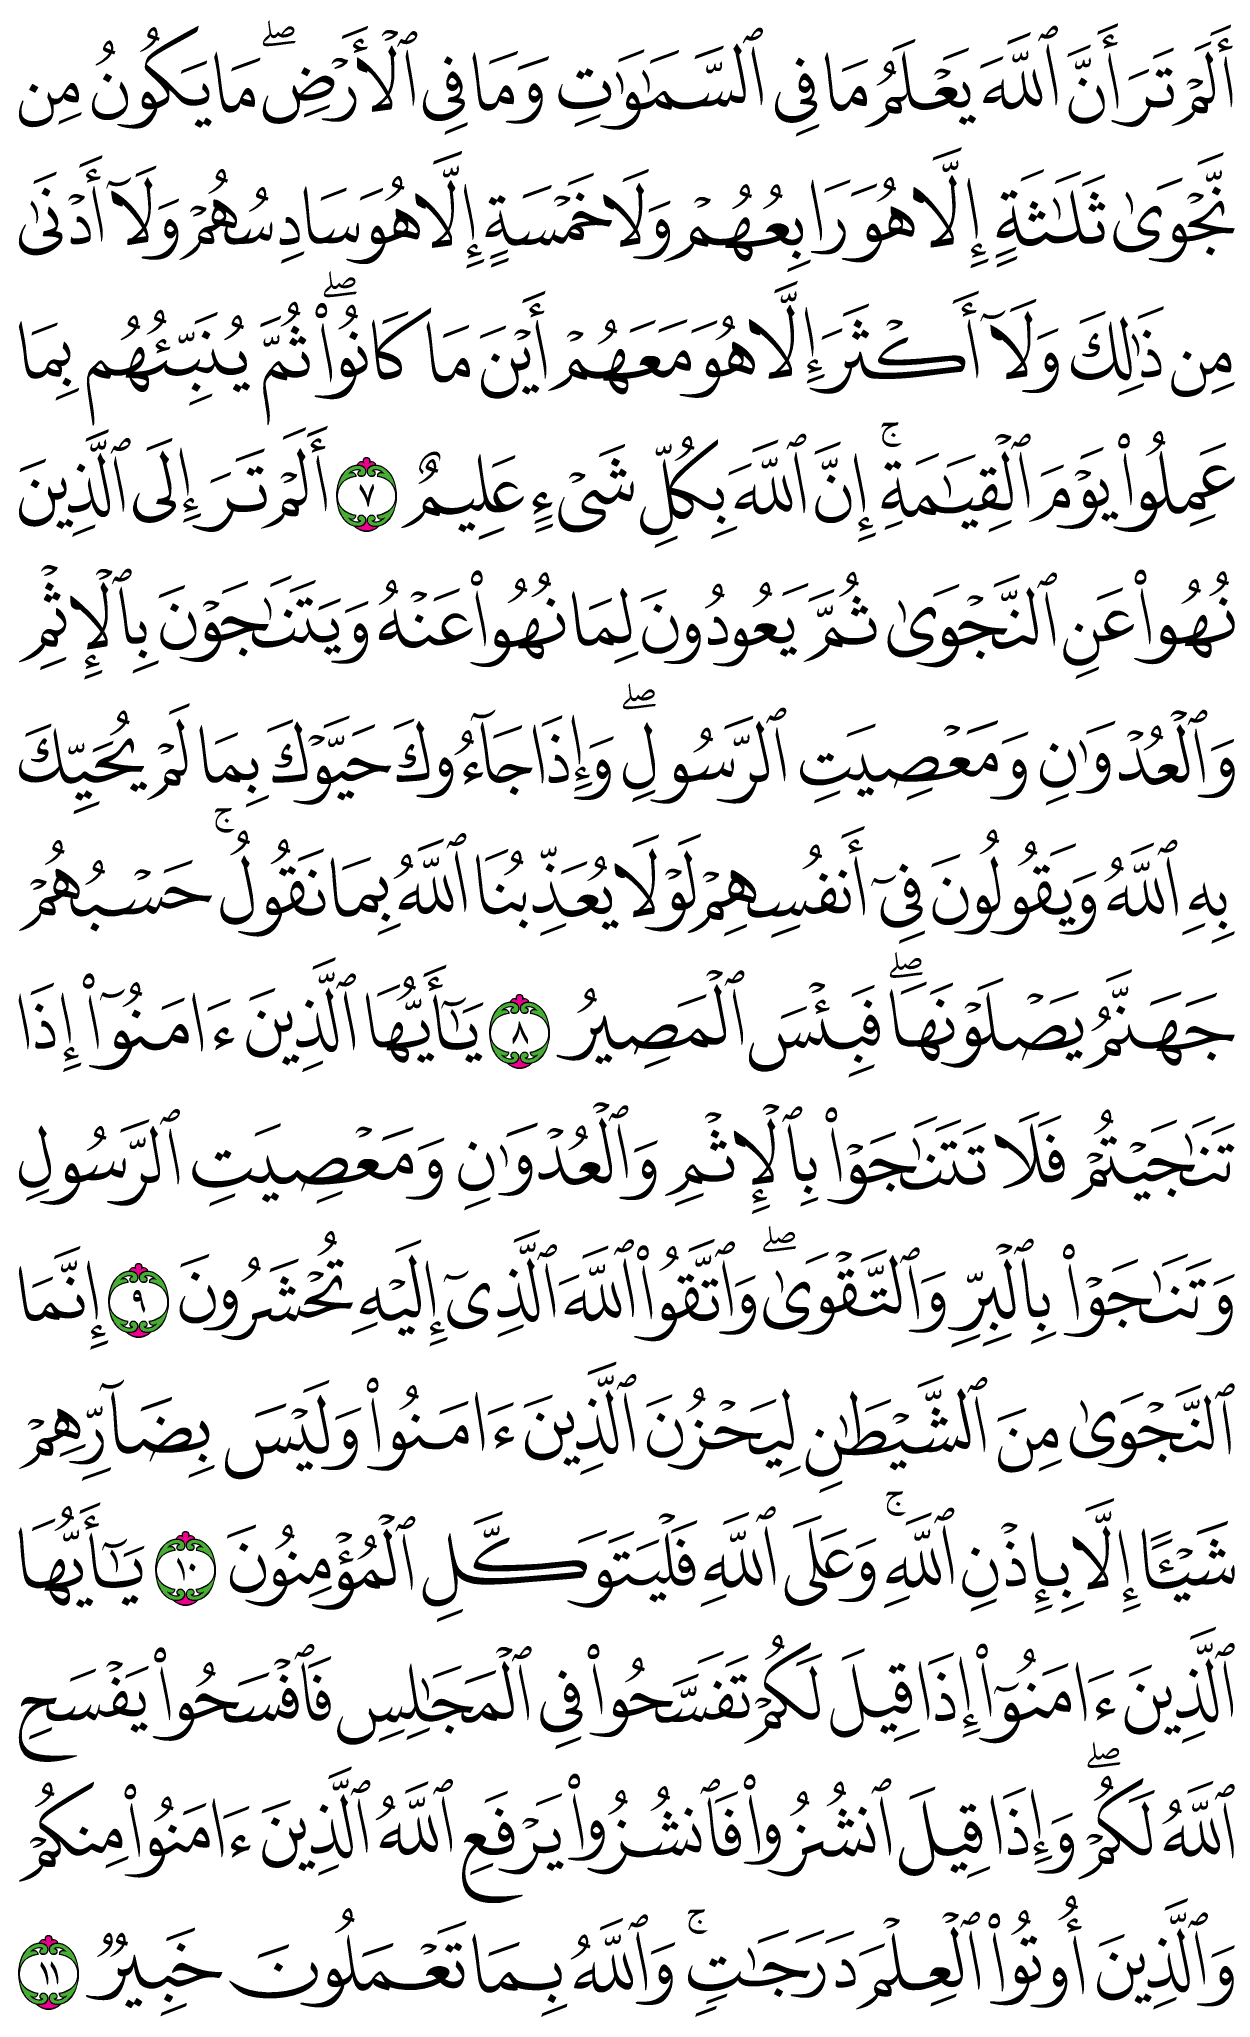 أَلَمۡ تَرَ أَنَّ ٱللَّهَ يَعۡلَمُ مَا فِي ٱلسَّمَٰوَٰتِ وَمَا فِي ٱلۡأَرۡضِۖ مَا يَكُونُ مِن
نَّجۡوَىٰ ثَلَٰثَةٍ إِلَّا هُوَ رَابِعُهُمۡ وَلَا خَمۡسَةٍ إِلَّا هُوَ سَادِسُهُمۡ وَلَآ أَدۡنَىٰ
مِن ذَٰلِكَ وَلَآ أَكۡثَرَ إِلَّا هُوَ مَعَهُمۡ أَيۡنَ مَا كَانُواْۖ ثُمَّ يُنَبِّئُهُم بِمَا
عَمِلُواْ يَوۡمَ ٱلۡقِيَٰمَةِۚ إِنَّ ٱللَّهَ بِكُلِّ شَيۡءٍ عَلِيمٌ ٧ أَلَمۡ تَرَ إِلَى ٱلَّذِينَ
نُهُواْ عَنِ ٱلنَّجۡوَىٰ ثُمَّ يَعُودُونَ لِمَا نُهُواْ عَنۡهُ وَيَتَنَٰجَوۡنَ بِٱلۡإِثۡمِ
وَٱلۡعُدۡوَٰنِ وَمَعۡصِيَتِ ٱلرَّسُولِۖ وَإِذَا جَآءُوكَ حَيَّوۡكَ بِمَا لَمۡ يُحَيِّكَ
بِهِ ٱللَّهُ وَيَقُولُونَ فِيٓ أَنفُسِهِمۡ لَوۡلَا يُعَذِّبُنَا ٱللَّهُ بِمَا نَقُولُۚ حَسۡبُهُمۡ
جَهَنَّمُ يَصۡلَوۡنَهَاۖ فَبِئۡسَ ٱلۡمَصِيرُ ٨ يَٰٓأَيُّهَا ٱلَّذِينَ ءَامَنُوٓاْ إِذَا
تَنَٰجَيۡتُمۡ فَلَا تَتَنَٰجَوۡاْ بِٱلۡإِثۡمِ وَٱلۡعُدۡوَٰنِ وَمَعۡصِيَتِ ٱلرَّسُولِ
وَتَنَٰجَوۡاْ بِٱلۡبِرِّ وَٱلتَّقۡوَىٰۖ وَٱتَّقُواْ ٱللَّهَ ٱلَّذِيٓ إِلَيۡهِ تُحۡشَرُونَ ٩ إِنَّمَا
ٱلنَّجۡوَىٰ مِنَ ٱلشَّيۡطَٰنِ لِيَحۡزُنَ ٱلَّذِينَ ءَامَنُواْ وَلَيۡسَ بِضَآرِّهِمۡ
شَيۡـًٔا إِلَّا بِإِذۡنِ ٱللَّهِۚ وَعَلَى ٱللَّهِ فَلۡيَتَوَكَّلِ ٱلۡمُؤۡمِنُونَ ١٠ يَٰٓأَيُّهَا
ٱلَّذِينَ ءَامَنُوٓاْ إِذَا قِيلَ لَكُمۡ تَفَسَّحُواْ فِي ٱلۡمَجَٰلِسِ فَٱفۡسَحُواْ يَفۡسَحِ
ٱللَّهُ لَكُمۡۖ وَإِذَا قِيلَ ٱنشُزُواْ فَٱنشُزُواْ يَرۡفَعِ ٱللَّهُ ٱلَّذِينَ ءَامَنُواْ مِنكُمۡ
وَٱلَّذِينَ أُوتُواْ ٱلۡعِلۡمَ دَرَجَٰتٖۚ وَٱللَّهُ بِمَا تَعۡمَلُونَ خَبِيرٞ ١١